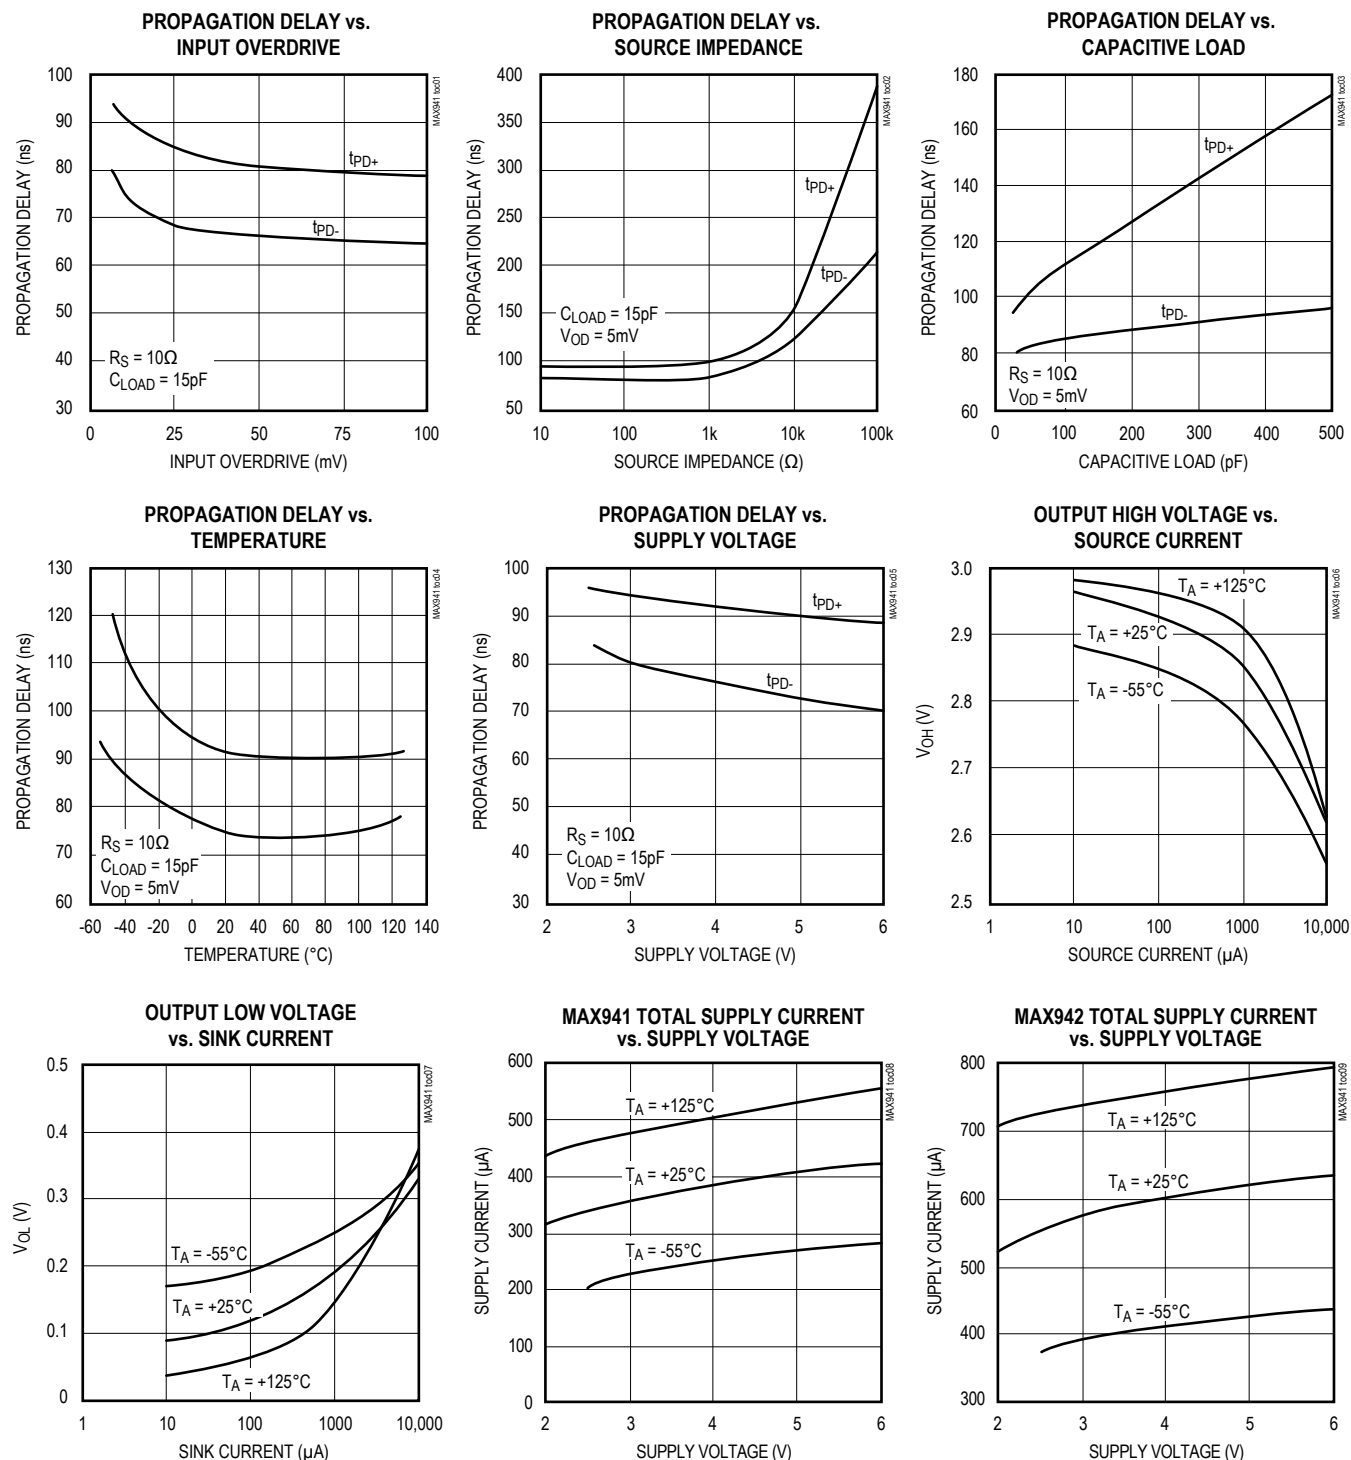 PROPAGATION DELAY vs.
INPUT OVERDRIVE
PROPAGATION DELAY (ns)
100
90
80
70
60
50
40
30
tPD+
tPD-
RS = 10Ω
CLOAD = 15pF
0 25 50 75 100
INPUT OVERDRIVE (mV)
MAX941 toc01
PROPAGATION DELAY vs.
SOURCE IMPEDANCE
PROPAGATION DELAY (ns)
400
350
300
250
200
150
100
50
tPD+
tPD-
CLOAD = 15pF
VOD = 5mV
10 100 1k 10k 100k
SOURCE IMPEDANCE (Ω)
MAX941 toc02
PROPAGATION DELAY vs.
CAPACITIVE LOAD
PROPAGATION DELAY (ns)
180
160
140
120
100
80
60
tPD+
tPD-
RS = 10Ω
VOD = 5mV
0 100 200 300 400 500
CAPACITIVE LOAD (pF)
MAX941 toc03
PROPAGATION DELAY vs.
TEMPERATURE
PROPAGATION DELAY (ns)
130
120
110
100
90
80
70
60
RS = 10Ω
CLOAD = 15pF
VOD = 5mV
-60 -40 -20 0 20 40 60 80 100 120 140
TEMPERATURE (°C)
MAX941 toc04
PROPAGATION DELAY vs.
SUPPLY VOLTAGE
PROPAGATION DELAY (ns)
100
90
80
70
60
50
40
30
tPD+
tPD-
RS = 10Ω
CLOAD = 15pF
VOD = 5mV
2 3 4 5 6
SUPPLY VOLTAGE (V)
MAX941 toc05
OUTPUT HIGH VOLTAGE vs.
SOURCE CURRENT
VOH (V)
3.0
2.9
2.8
2.7
2.6
2.5
TA = +125°C
TA = +25°C
TA = -55°C
1 10 100 1000 10,000
SOURCE CURRENT (µA)
MAX941 toc06
OUTPUT LOW VOLTAGE
vs. SINK CURRENT
VOL (V)
0.5
0.4
0.3
0.2
0.1
0
TA = -55°C
TA = +25°C
TA = +125°C
1 10 100 1000 10,000
SINK CURRENT (µA)
MAX941 toc07
MAX941 TOTAL SUPPLY CURRENT
vs. SUPPLY VOLTAGE
SUPPLY CURRENT (µA)
600
500
400
300
200
100
0
TA = +125°C
TA = +25°C
TA = -55°C
2 3 4 5 6
SUPPLY VOLTAGE (V)
MAX941 toc08
MAX942 TOTAL SUPPLY CURRENT
vs. SUPPLY VOLTAGE
SUPPLY CURRENT (µA)
800
700
600
500
400
300
TA = +125°C
TA = +25°C
TA = -55°C
2 3 4 5 6
SUPPLY VOLTAGE (V)
MAX941 toc09